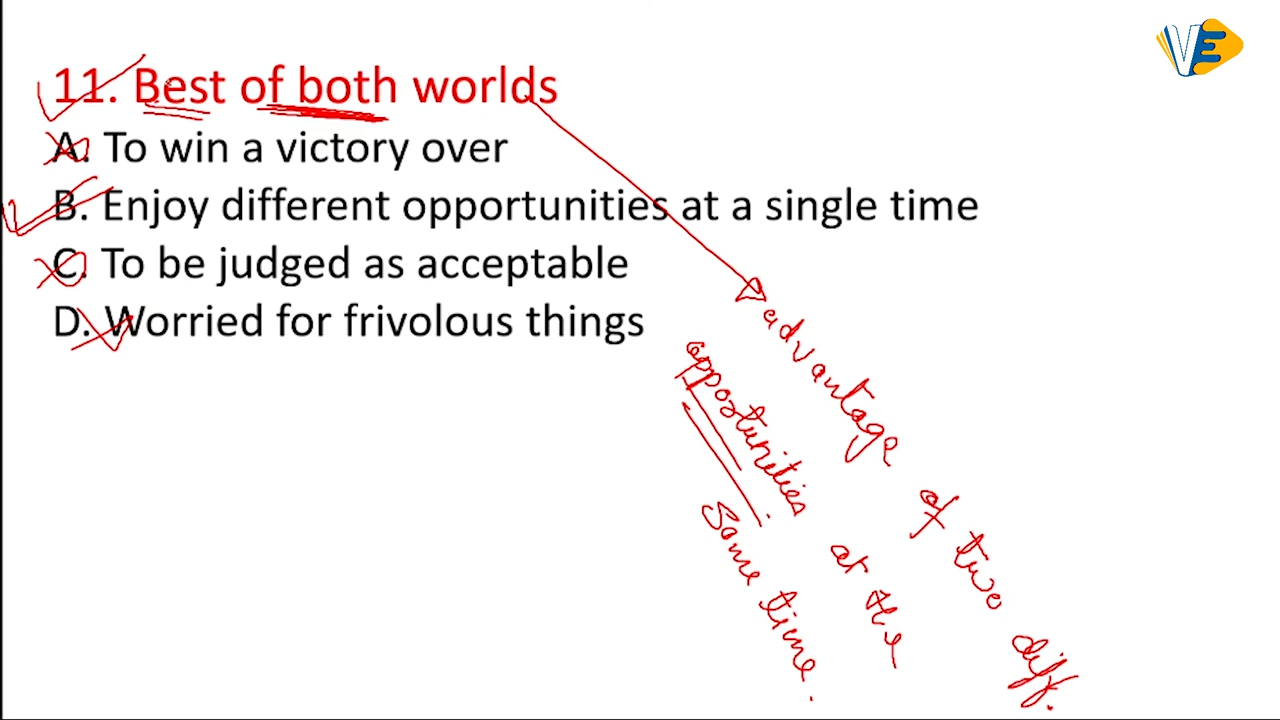 VE
11. Best of both worlds
A. To win a victory over
B. Enjoy different opportunities at a single time
C. To be judged as acceptable
D. Worried for frivolous things
advantage of two diff.
opportunities at the
Same time.